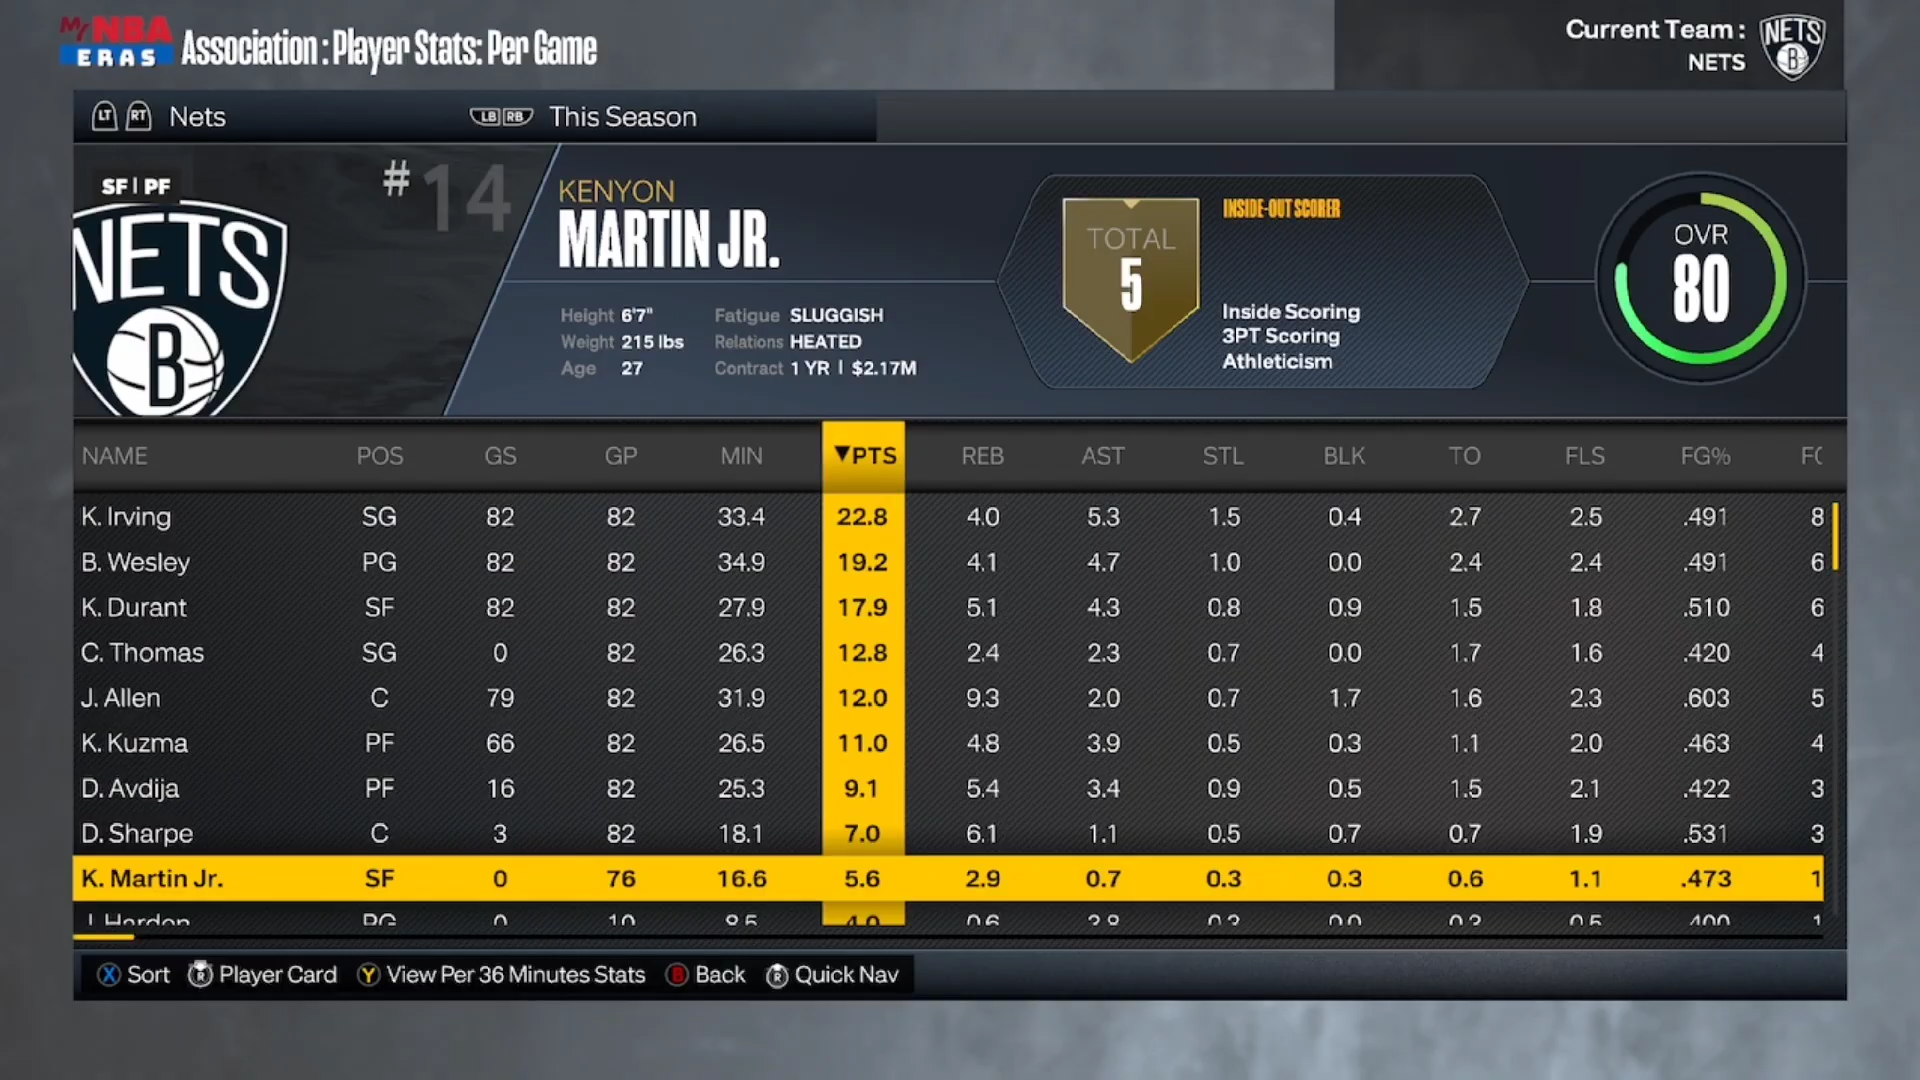 My NBA ERAS Association : Player Stats: Per Game
Current Team :
NETS
NETS B
LT RT Nets LB RB This Season
SF | PF
#14
NETS B
KENYON
MARTIN JR.
Height 6'7" Fatigue SLUGGISH
Weight 215 lbs Relations HEATED
Age 27 Contract 1 YR | $2.17M
TOTAL
5
INSIDE-OUT SCORER
Inside Scoring
3PT Scoring
Athleticism
OVR
80
NAME POS GS GP MIN ▼PTS REB AST STL BLK TO FLS FG%
K. Irving SG 82 82 33.4 22.8 4.0 5.3 1.5 0.4 2.7 2.5 .491 8
B. Wesley PG 82 82 34.9 19.2 4.1 4.7 1.0 0.0 2.4 2.4 .491 6
K. Durant SF 82 82 27.9 17.9 5.1 4.3 0.8 0.9 1.5 1.8 .510 6
C. Thomas SG 0 82 26.3 12.8 2.4 2.3 0.7 0.0 1.7 1.6 .420 4
J. Allen C 79 82 31.9 12.0 9.3 2.0 0.7 1.7 1.6 2.3 .603 5
K. Kuzma PF 66 82 26.5 11.0 4.8 3.9 0.5 0.3 1.1 2.0 .463 4
D. Avdija PF 16 82 25.3 9.1 5.4 3.4 0.9 0.5 1.5 2.1 .422 3
D. Sharpe C 3 82 18.1 7.0 6.1 1.1 0.5 0.7 0.7 1.9 .531 3
K. Martin Jr. SF 0 76 16.6 5.6 2.9 0.7 0.3 0.3 0.6 1.1 .473 1
J. Harden PG 0 10
X Sort R Player Card Y View Per 36 Minutes Stats B Back R Quick Nav